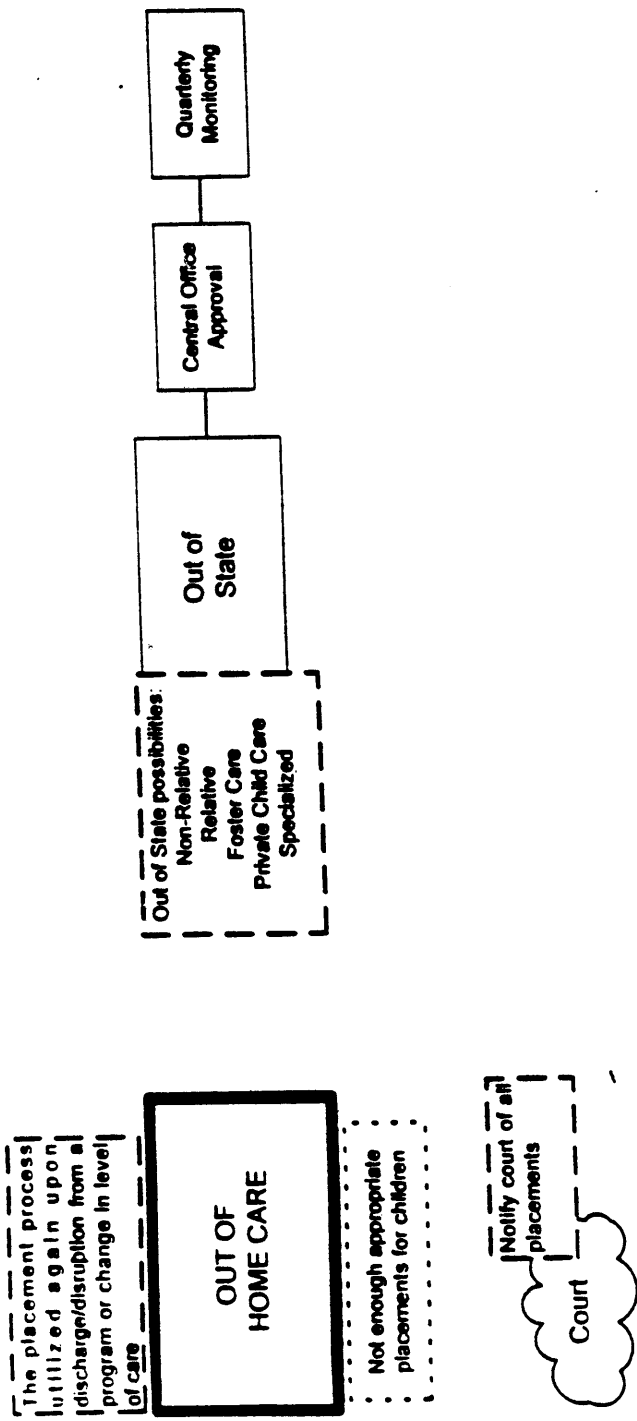 The placement process
utilized again upon
discharge/disruption from a
program or change in level
of care
OUT OF
HOME CARE
Not enough appropriate
placements for children
Notify court of all
placements
Court
Out of State possibilities:
Non-Relative
Relative
Foster Care
Private Child Care
Specialized
Out of
State
Central Office
Approval
Quarterly
Monitoring